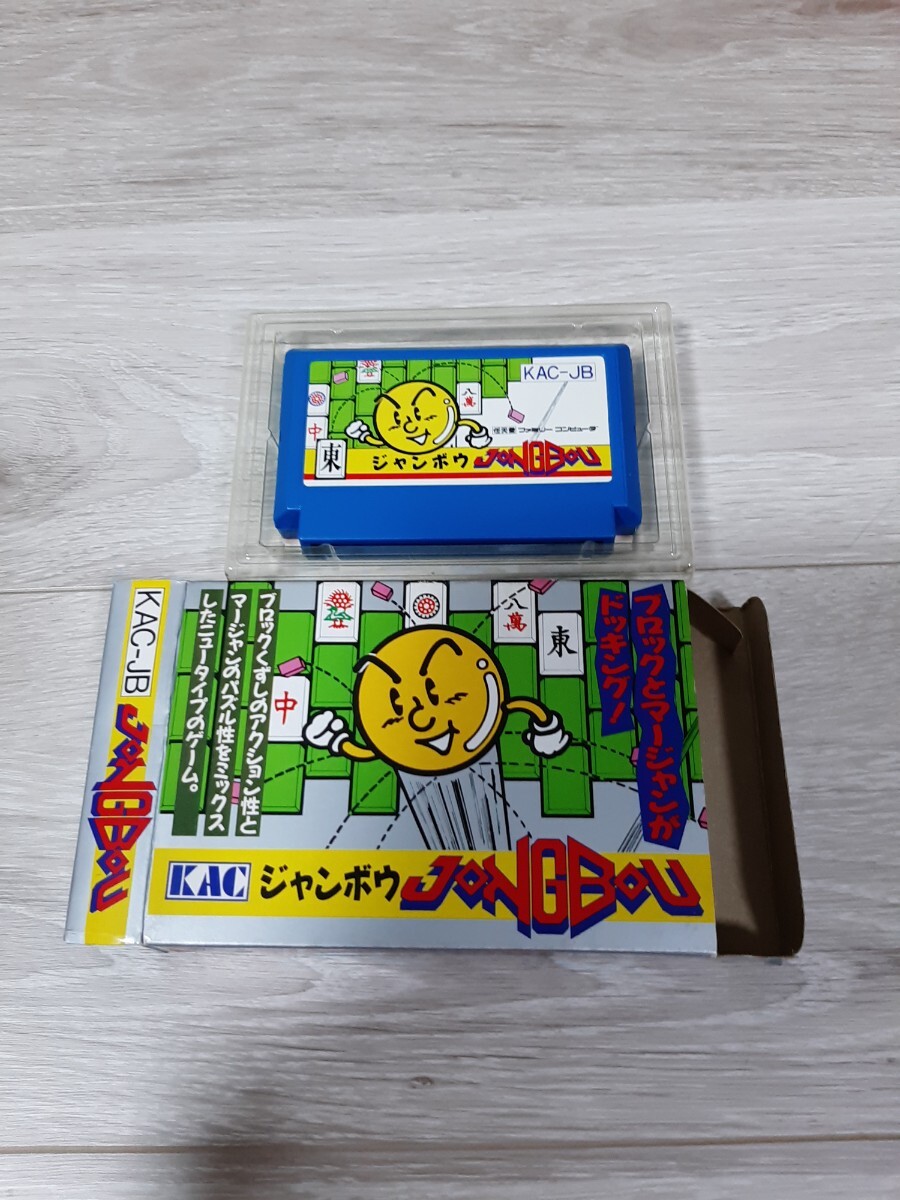 KAC-JB
八萬
中
東
任天堂 ファミリー コンピュータ
ジャンボウ JONGBOU
KAC-JB
JONGBOU
ブロックとマージャンが
ドッキング!
八萬
東
中
ブロックくずしのアクション性と
マージャンのパズル性をミックス
したニュータイプのゲーム。
KAC ジャンボウ JONGBOU